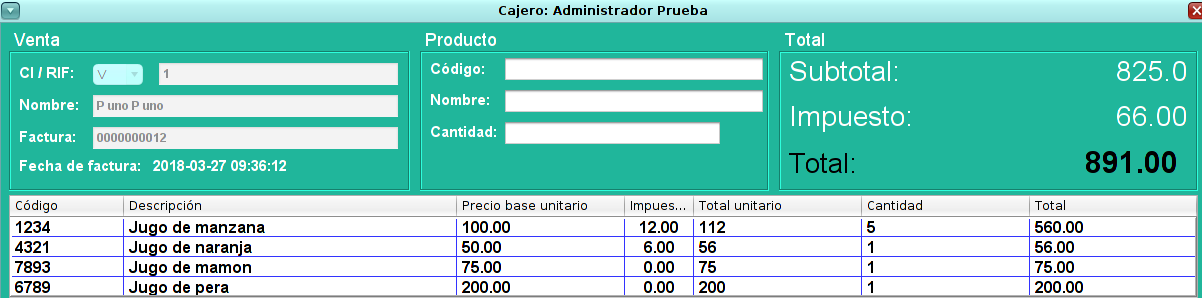 Cajero: Administrador Prueba
Venta
CI / RIF: V 1
Nombre: P uno P uno
Factura: 0000000012
Fecha de factura: 2018-03-27 09:36:12
Producto
Código:
Nombre:
Cantidad:
Total
Subtotal: 825.0
Impuesto: 66.00
Total: 891.00
Código Descripción Precio base unitario Impues... Total unitario Cantidad Total
1234 Jugo de manzana 100.00 12.00 112 5 560.00
4321 Jugo de naranja 50.00 6.00 56 1 56.00
7893 Jugo de mamon 75.00 0.00 75 1 75.00
6789 Jugo de pera 200.00 0.00 200 1 200.00